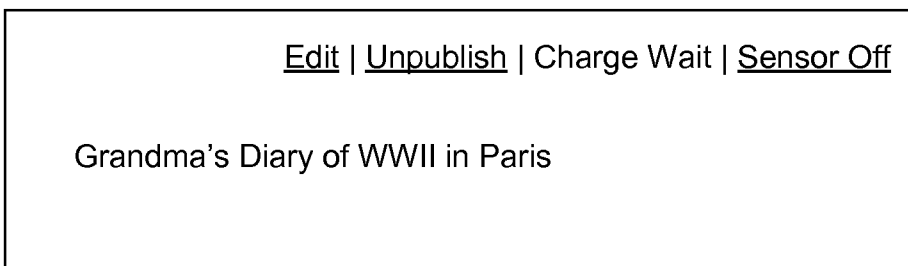 Edit | Unpublish | Charge Wait | Sensor Off
Grandma’s Diary of WWII in Paris